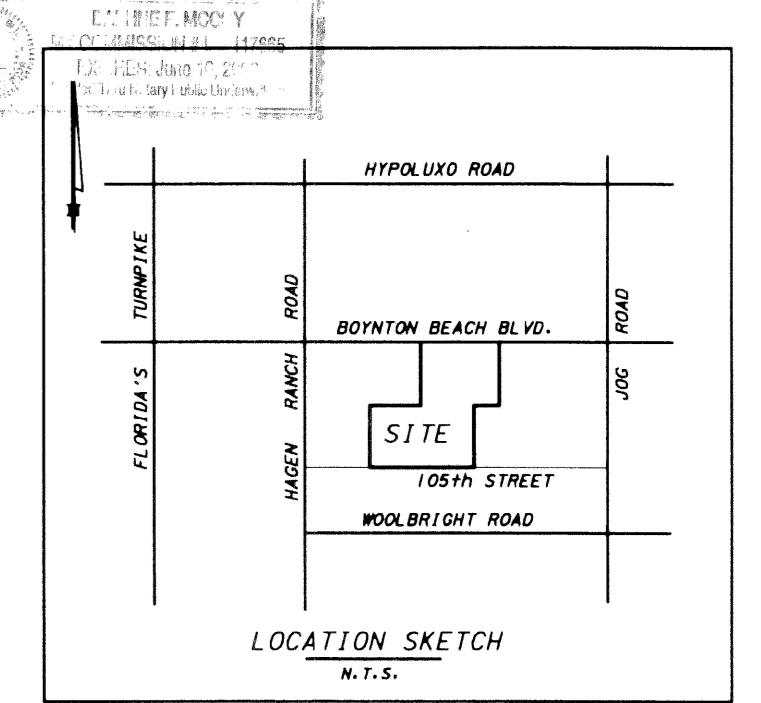 HYPOLUXO ROAD
FLORIDA'S TURNPIKE
HAGEN RANCH ROAD
BOYNTON BEACH BLVD.
JOG ROAD
SITE
105th STREET
WOOLBRIGHT ROAD
LOCATION SKETCH
N.T.S.